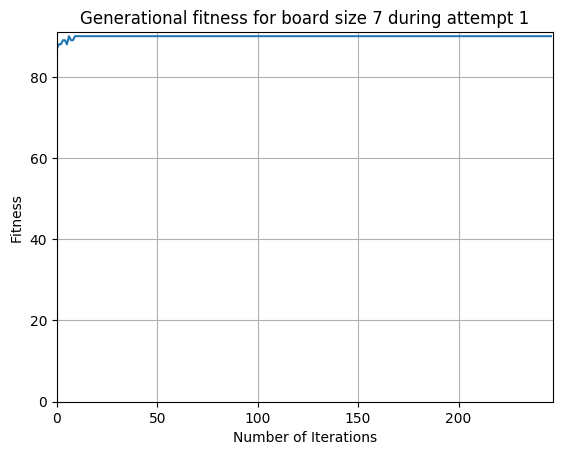 Generational fitness for board size 7 during attempt 1
80
60
40
20
0
Fitness
0 50 100 150 200
Number of Iterations